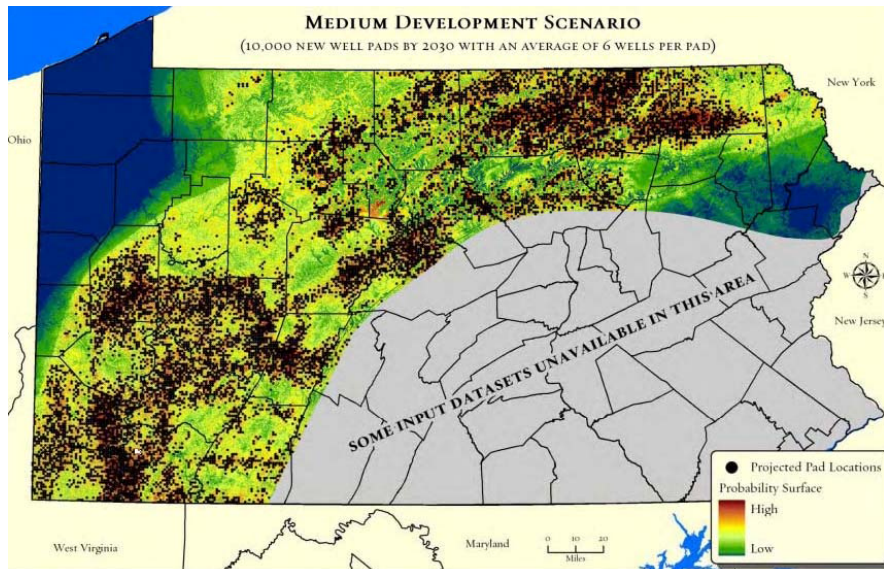 Medium Development Scenario
(10,000 new well pads by 2030 with an average of 6 wells per pad)
New York
Ohio
N
W
S
New Jersey
SOME INPUT DATASETS UNAVAILABLE IN THIS AREA
Projected Pad Locations
Probability Surface
High
Low
West Virginia
Maryland
0 10 20
Miles